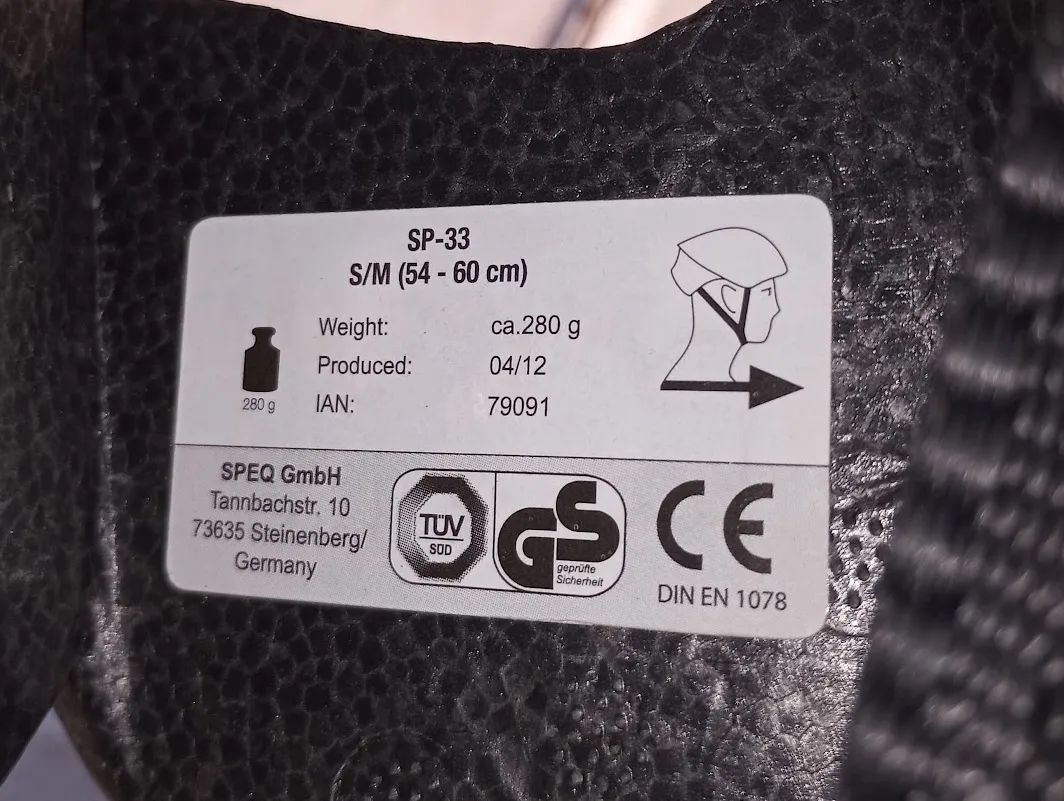 SP-33
S/M (54 - 60 cm)
Weight: ca.280 g
Produced: 04/12
IAN: 79091
280 g
SPEQ GmbH
Tannbachstr. 10
73635 Steinenberg/
Germany
TÜV
SÜD
GS
geprüfte
Sicherheit
CE
DIN EN 1078